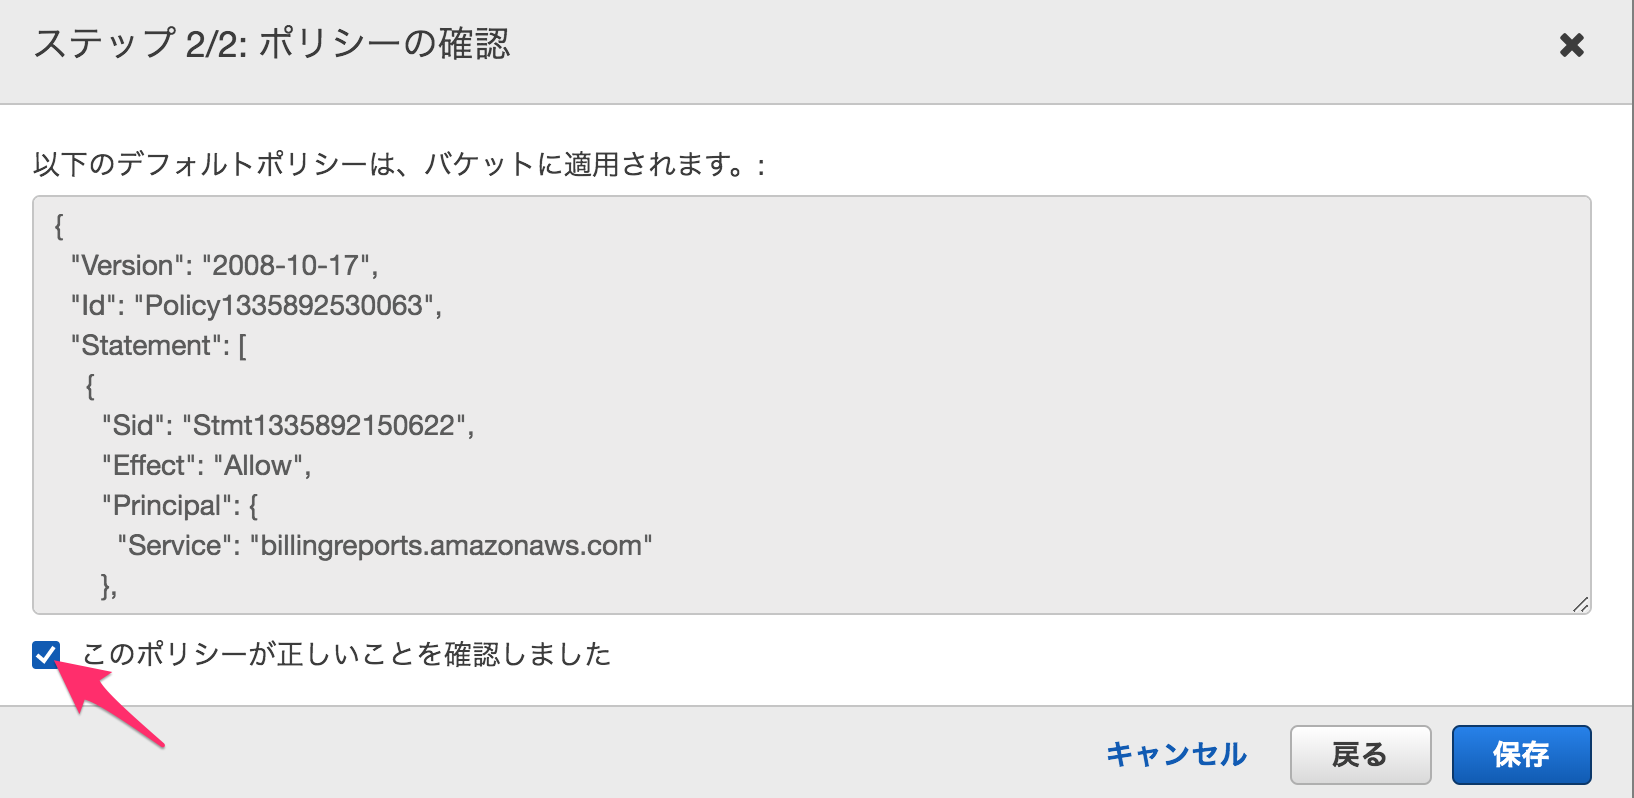 ステップ 2/2: ポリシーの確認
以下のデフォルトポリシーは、バケットに適用されます。:
{
"Version": "2008-10-17",
"Id": "Policy1335892530063",
"Statement": [
{
"Sid": "Stmt1335892150622",
"Effect": "Allow",
"Principal": {
"Service": "billingreports.amazonaws.com"
},
このポリシーが正しいことを確認しました
キャンセル
戻る
保存